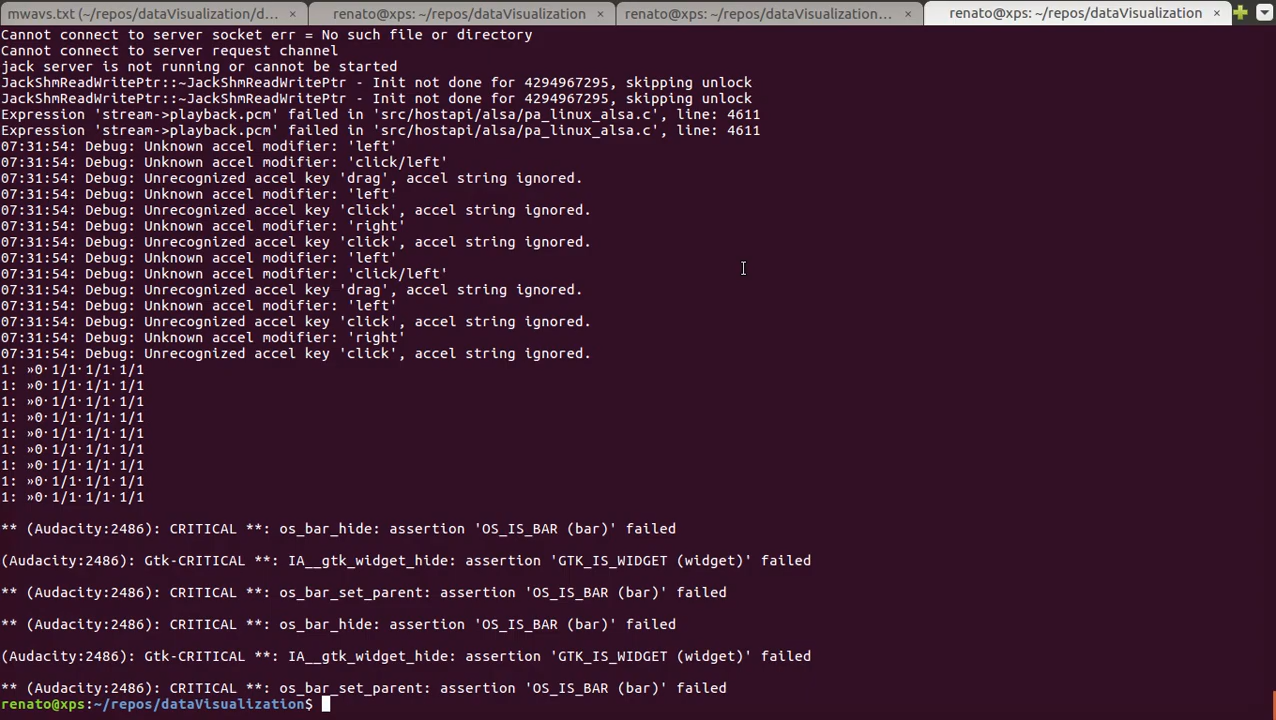 mwavs.txt (~/repos/dataVisualization/d... × renato@xps: ~/repos/dataVisualization × renato@xps: ~/repos/dataVisualization... × renato@xps: ~/repos/dataVisualization ×
Cannot connect to server socket err = No such file or directory
Cannot connect to server request channel
jack server is not running or cannot be started
JackShmReadWritePtr::~JackShmReadWritePtr - Init not done for 4294967295, skipping unlock
JackShmReadWritePtr::~JackShmReadWritePtr - Init not done for 4294967295, skipping unlock
Expression 'stream->playback.pcm' failed in 'src/hostapi/alsa/pa_linux_alsa.c', line: 4611
Expression 'stream->playback.pcm' failed in 'src/hostapi/alsa/pa_linux_alsa.c', line: 4611
07:31:54: Debug: Unknown accel modifier: 'left'
07:31:54: Debug: Unknown accel modifier: 'click/left'
07:31:54: Debug: Unrecognized accel key 'drag', accel string ignored.
07:31:54: Debug: Unknown accel modifier: 'left'
07:31:54: Debug: Unrecognized accel key 'click', accel string ignored.
07:31:54: Debug: Unknown accel modifier: 'right'
07:31:54: Debug: Unrecognized accel key 'click', accel string ignored.
07:31:54: Debug: Unknown accel modifier: 'left'
07:31:54: Debug: Unknown accel modifier: 'click/left'
07:31:54: Debug: Unrecognized accel key 'drag', accel string ignored.
07:31:54: Debug: Unknown accel modifier: 'left'
07:31:54: Debug: Unrecognized accel key 'click', accel string ignored.
07:31:54: Debug: Unknown accel modifier: 'right'
07:31:54: Debug: Unrecognized accel key 'click', accel string ignored.
1: »0·1/1·1/1·1/1
1: »0·1/1·1/1·1/1
1: »0·1/1·1/1·1/1
1: »0·1/1·1/1·1/1
1: »0·1/1·1/1·1/1
1: »0·1/1·1/1·1/1
1: »0·1/1·1/1·1/1
1: »0·1/1·1/1·1/1
1: »0·1/1·1/1·1/1
** (Audacity:2486): CRITICAL **: os_bar_hide: assertion 'OS_IS_BAR (bar)' failed
(Audacity:2486): Gtk-CRITICAL **: IA__gtk_widget_hide: assertion 'GTK_IS_WIDGET (widget)' failed
** (Audacity:2486): CRITICAL **: os_bar_set_parent: assertion 'OS_IS_BAR (bar)' failed
** (Audacity:2486): CRITICAL **: os_bar_hide: assertion 'OS_IS_BAR (bar)' failed
(Audacity:2486): Gtk-CRITICAL **: IA__gtk_widget_hide: assertion 'GTK_IS_WIDGET (widget)' failed
** (Audacity:2486): CRITICAL **: os_bar_set_parent: assertion 'OS_IS_BAR (bar)' failed
renato@xps:~/repos/dataVisualization$